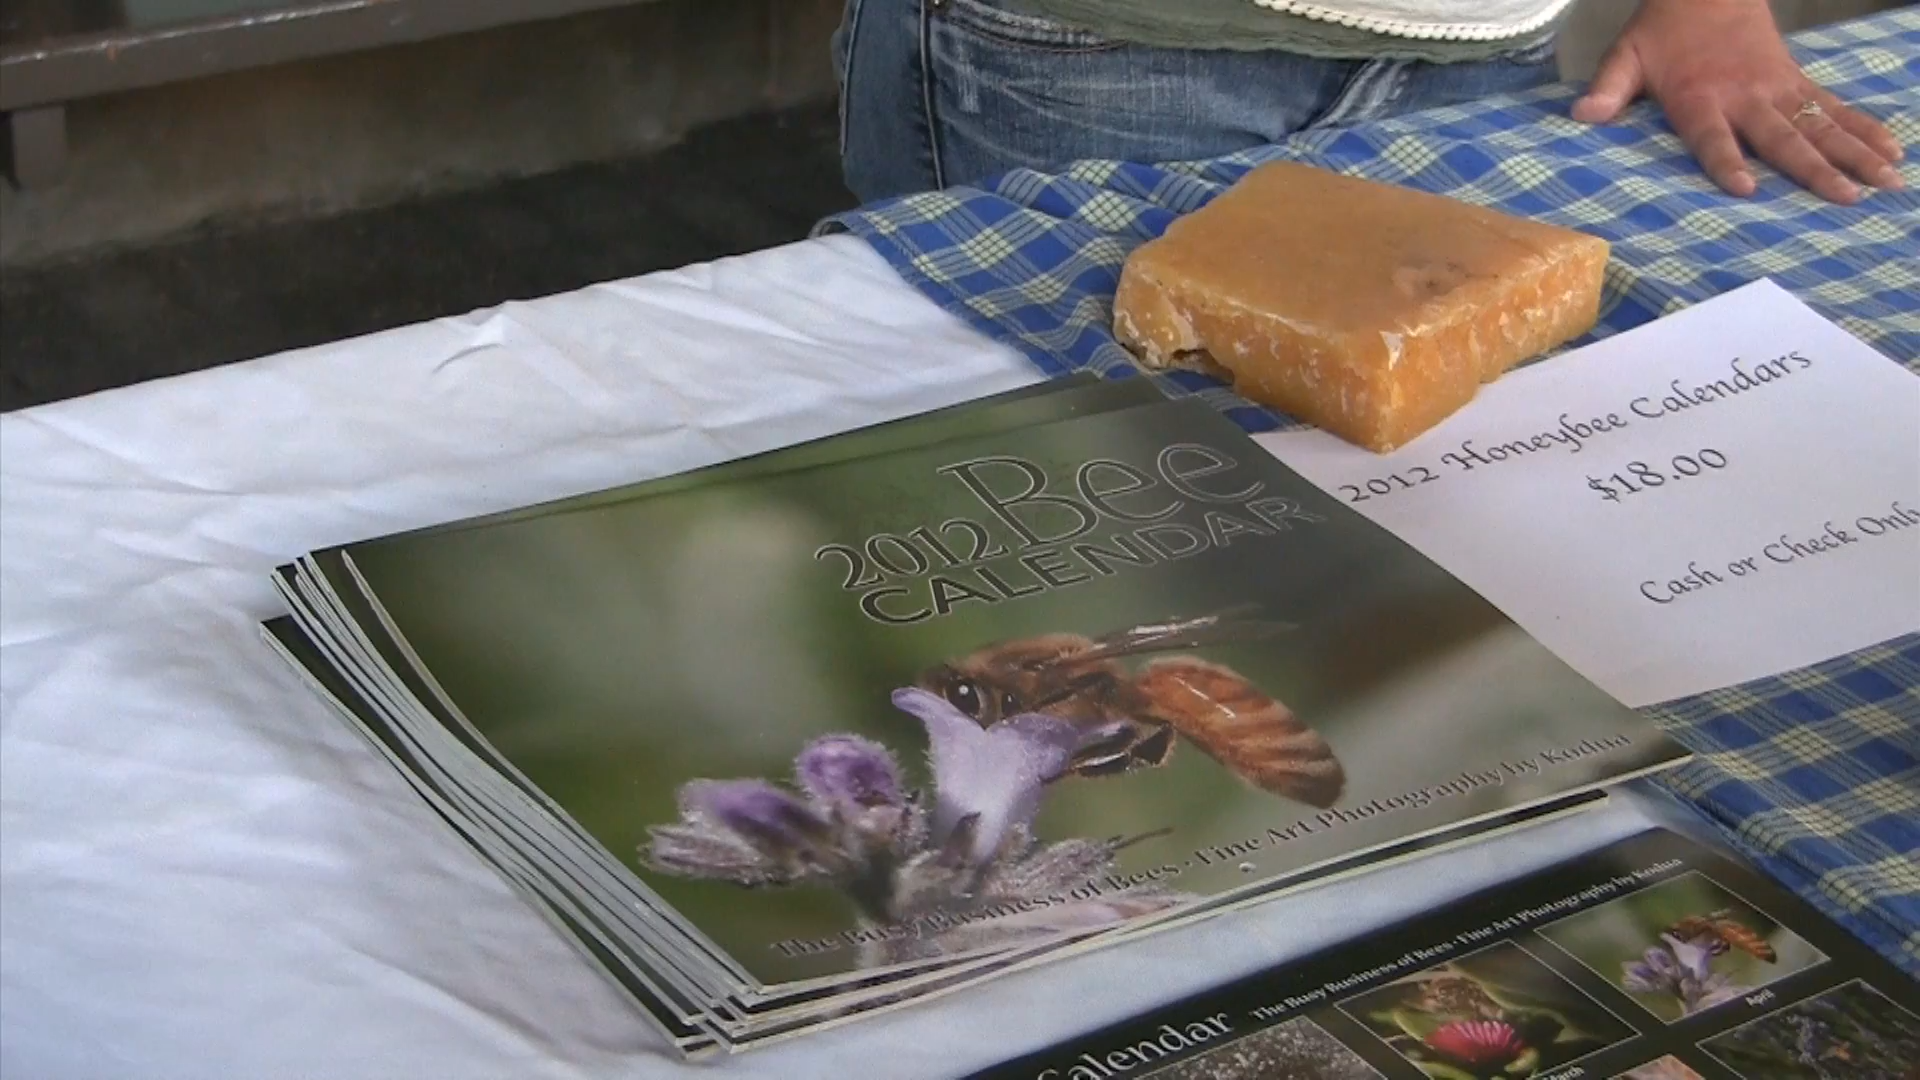 2012 Bee
CALENDAR
The Busy Business of Bees · Fine Art Photography by Kodua
2012 Honeybee Calendars
$18.00
Cash or Check Only
Calendar
The Busy Business of Bees · Fine Art Photography by Kodua
April
March